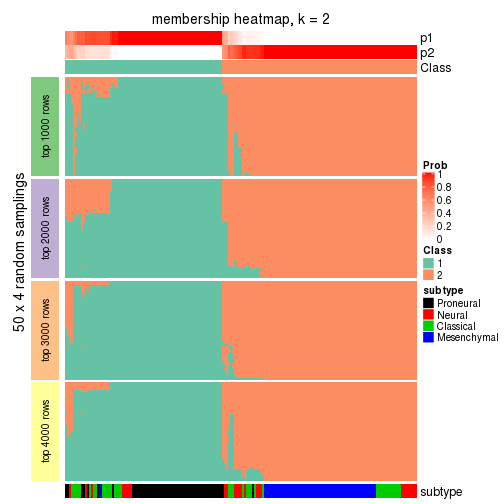 membership heatmap, k = 2
p1
p2
Class
50 x 4 random samplings
top 1000 rows
top 2000 rows
top 3000 rows
top 4000 rows
Prob
1
0.8
0.6
0.4
0.2
0
Class
1
2
subtype
Proneural
Neural
Classical
Mesenchymal
subtype